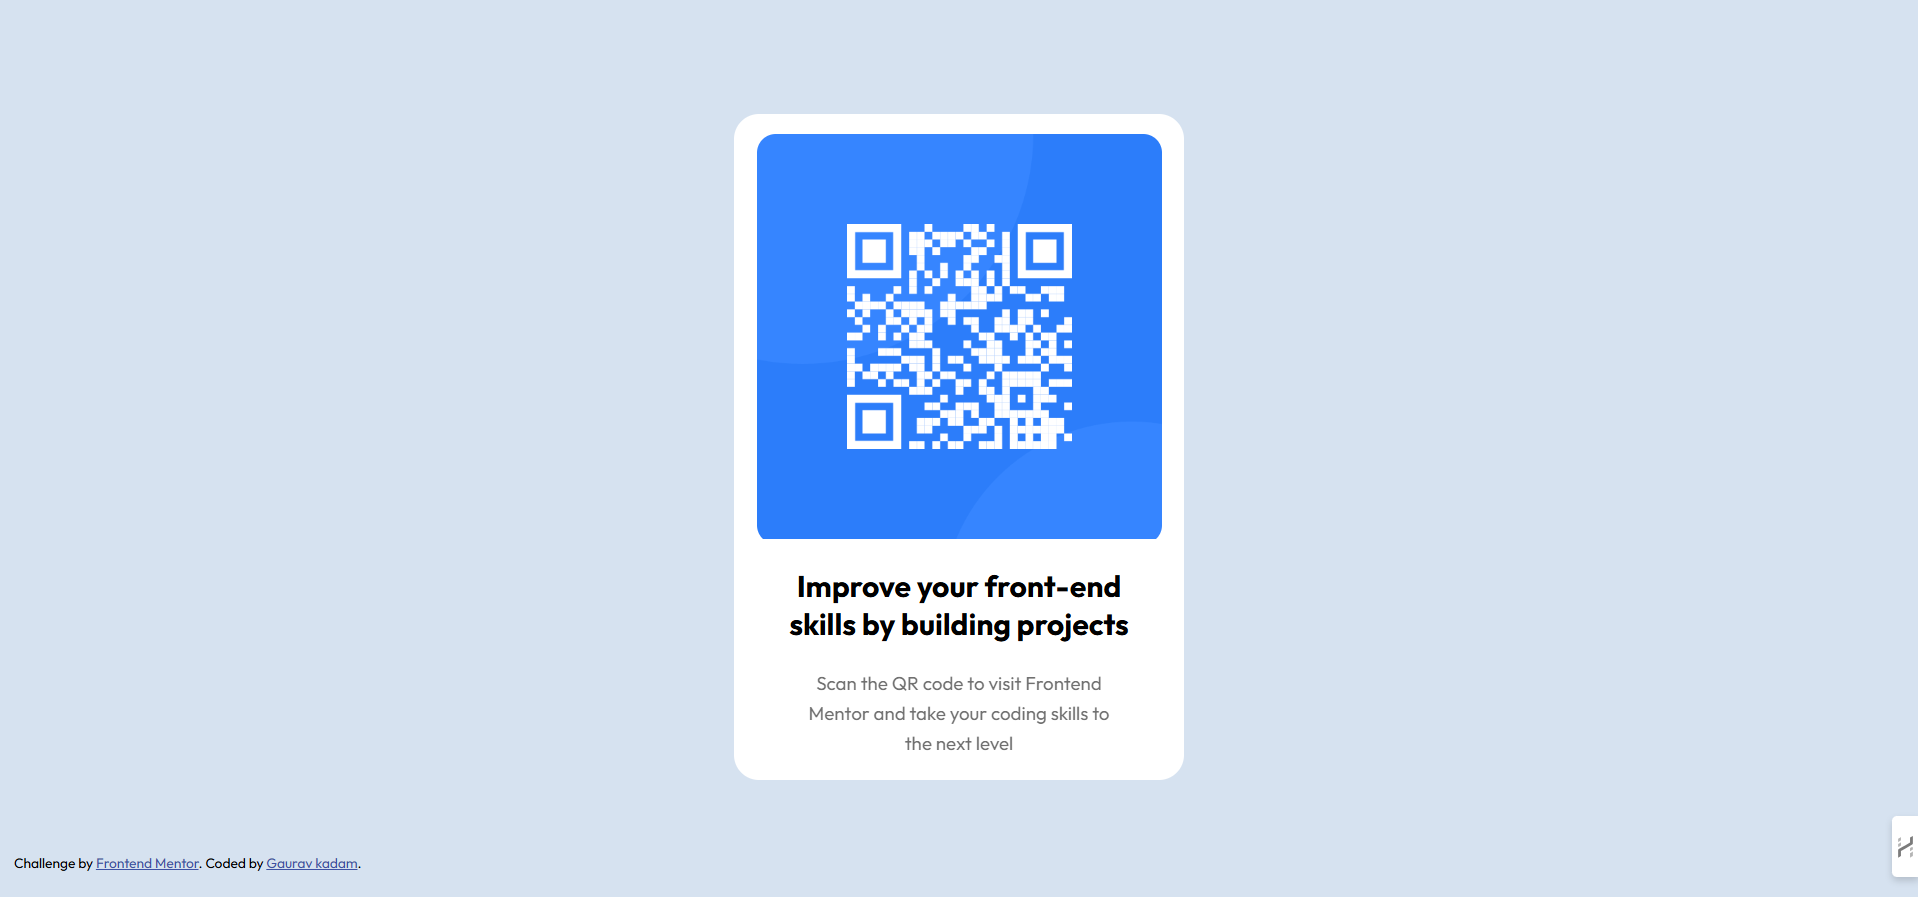 Improve your front-end
skills by building projects
Scan the QR code to visit Frontend
Mentor and take your coding skills to
the next level
Challenge by Frontend Mentor. Coded by Gaurav kadam.